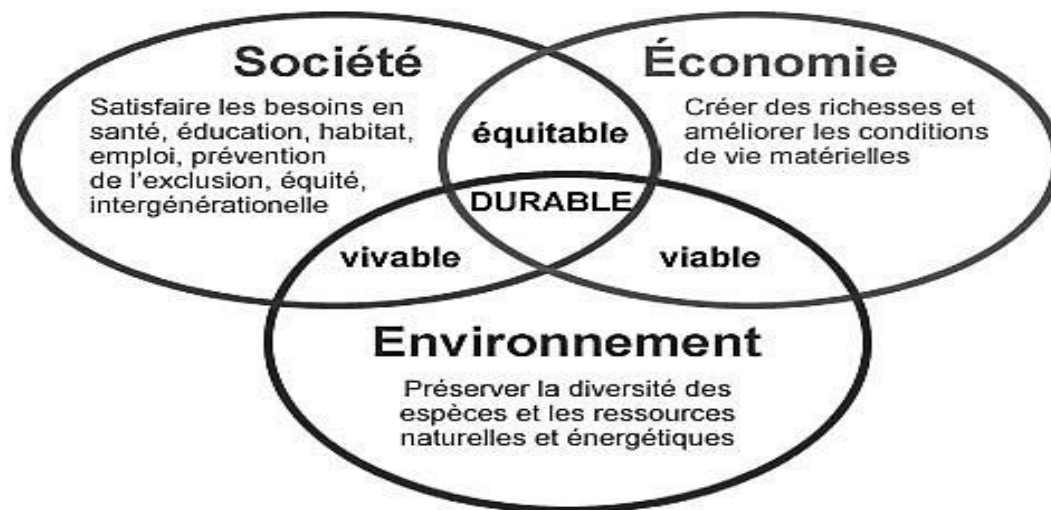 Société
Satisfaire les besoins en
santé, éducation, habitat,
emploi, prévention
de l'exclusion, équité,
intergénérationelle
Économie
Créer des richesses et
améliorer les conditions
de vie matérielles
équitable
DURABLE
vivable
viable
Environnement
Préserver la diversité des
espèces et les ressources
naturelles et énergétiques